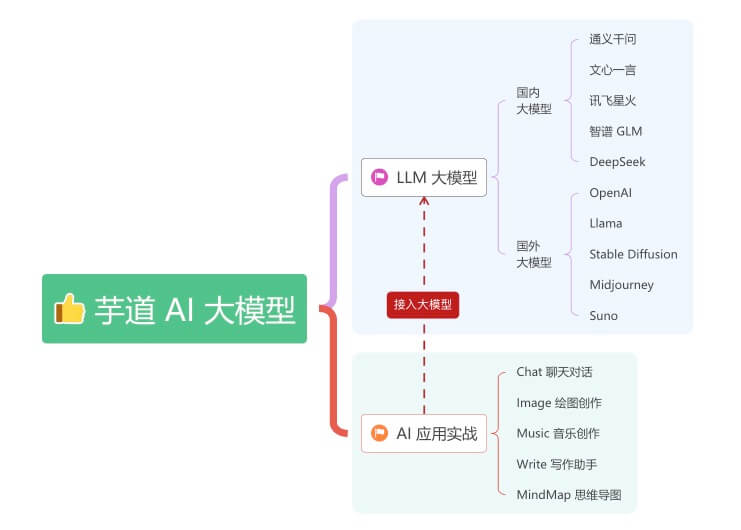 芋道 AI 大模型
LLM 大模型
国内
大模型
通义千问
文心一言
讯飞星火
智谱 GLM
DeepSeek
国外
大模型
OpenAI
Llama
Stable Diffusion
Midjourney
Suno
接入大模型
AI 应用实战
Chat 聊天对话
Image 绘图创作
Music 音乐创作
Write 写作助手
MindMap 思维导图